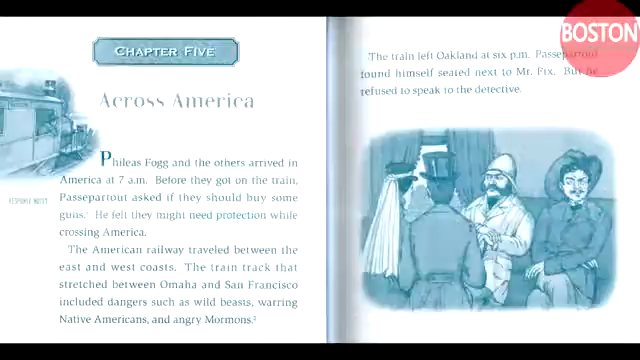 CHAPTER FIVE
Across America
Phileas Fogg and the others arrived in
America at 7 a.m. Before they got on the train,
Passepartout asked if they should buy some
guns.¹ He felt they might need protection while
crossing America.
The American railway traveled between the
east and west coasts. The train track that
stretched between Omaha and San Francisco
included dangers such as wild beasts, warring
Native Americans, and angry Mormons.²
The train left Oakland at six p.m. Passepartout
found himself seated next to Mr. Fix. But he
refused to speak to the detective.
BOSTON